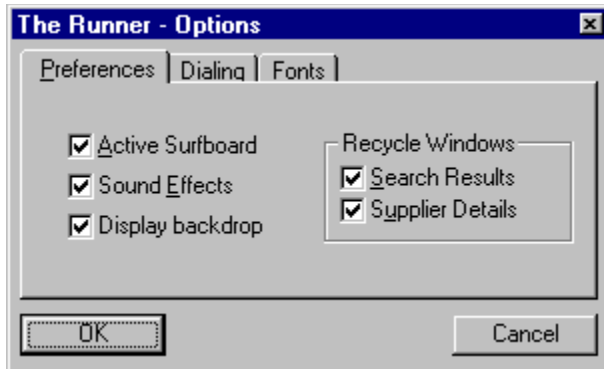 The Runner - Options
Preferences Dialing Fonts
Active Surfboard
Sound Effects
Display backdrop
Recycle Windows
Search Results
Supplier Details
OK Cancel